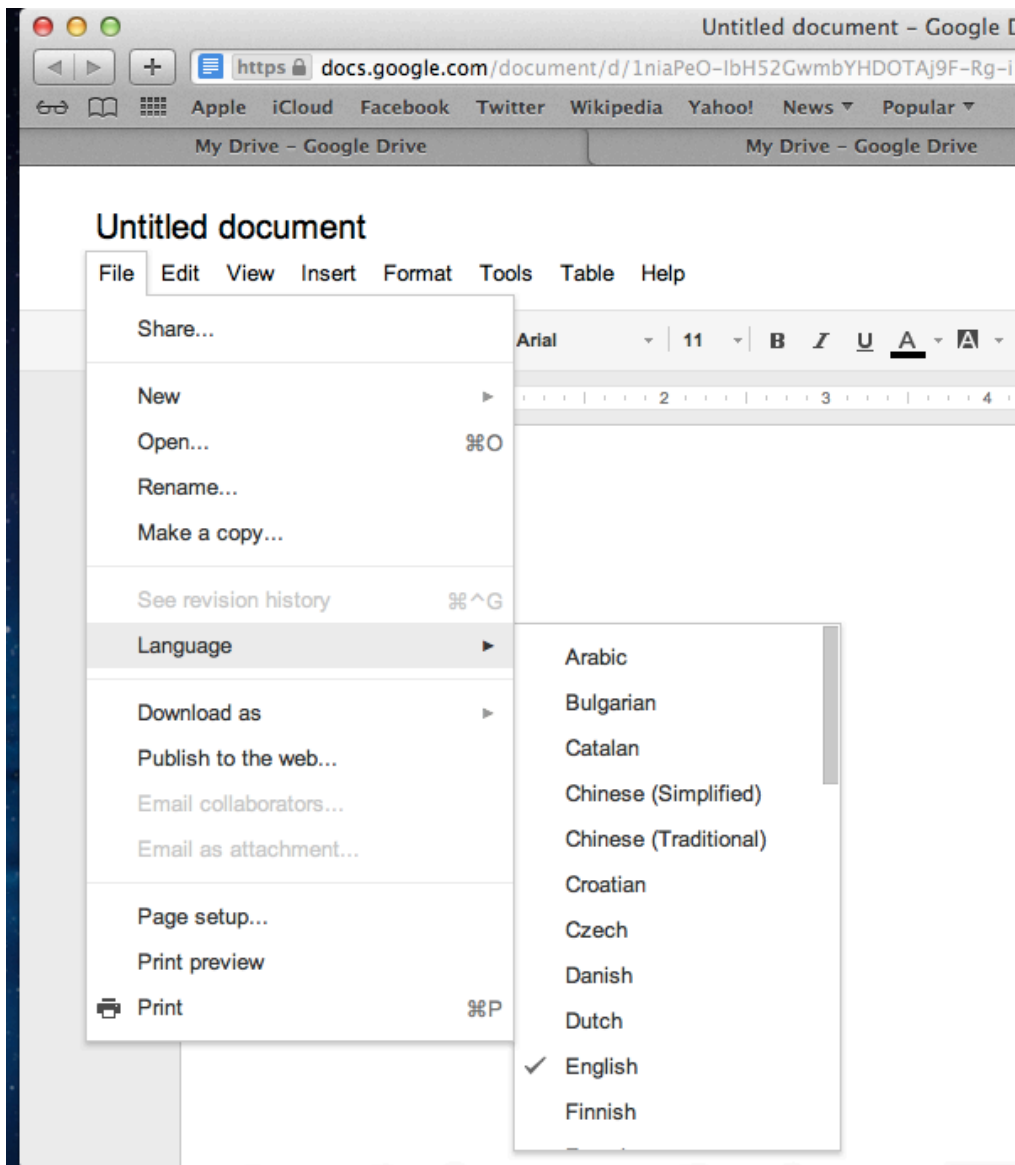 Untitled document – Google
https docs.google.com/document/d/1niaPeO-IbH52GwmbYHDOTAj9F-Rg-i
Apple iCloud Facebook Twitter Wikipedia Yahoo! News Popular
My Drive – Google Drive My Drive – Google Drive
Untitled document
File Edit View Insert Format Tools Table Help
Arial 11 B I U A A
2 3 4
Share...
New
Open... ⌘O
Rename...
Make a copy...
See revision history ⌘^G
Language
Download as
Publish to the web...
Email collaborators...
Email as attachment...
Page setup...
Print preview
Print ⌘P
Arabic
Bulgarian
Catalan
Chinese (Simplified)
Chinese (Traditional)
Croatian
Czech
Danish
Dutch
English
Finnish